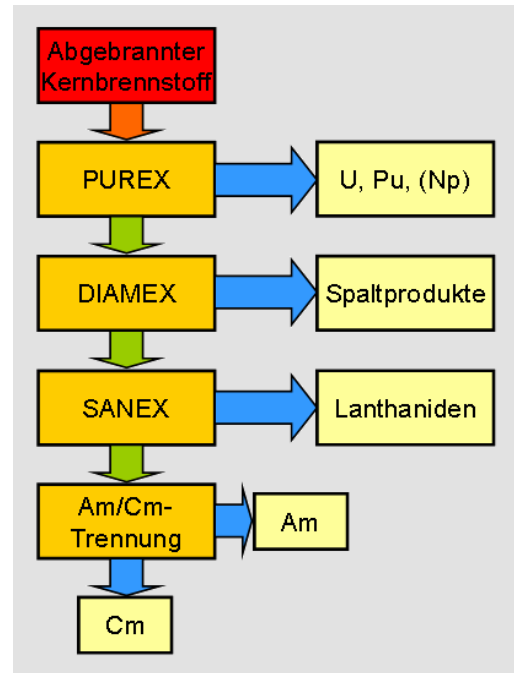 Abgebrannter
Kernbrennstoff
PUREX
U, Pu, (Np)
DIAMEX
Spaltprodukte
SANEX
Lanthaniden
Am/Cm-
Trennung
Am
Cm